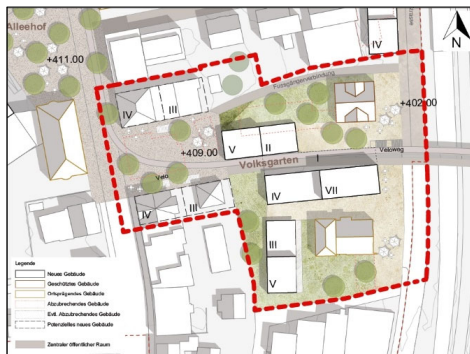 Alleehof
+411.00
N
IV
Fussgängerverbindung
IV
III
+402.00
+409.00
V
II
Volksgarten
I
Veloweg
Velo
IV
VII
IV
III
III
V
Legende
Neues Gebäude
Geschütztes Gebäude
Ortsprägendes Gebäude
Abzubrechendes Gebäude
Evtl. Abzubrechendes Gebäude
Potenzielles neues Gebäude
Zentraler öffentlicher Raum